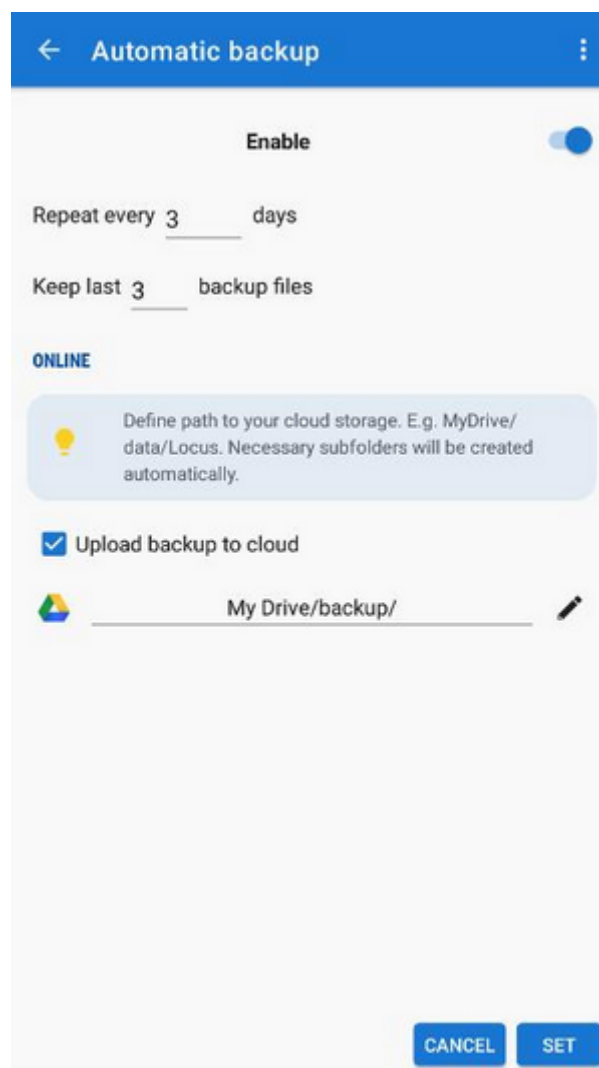 Automatic backup
Enable
Repeat every 3 days
Keep last 3 backup files
ONLINE
Define path to your cloud storage. E.g. MyDrive/
data/Locus. Necessary subfolders will be created
automatically.
Upload backup to cloud
My Drive/backup/
CANCEL SET